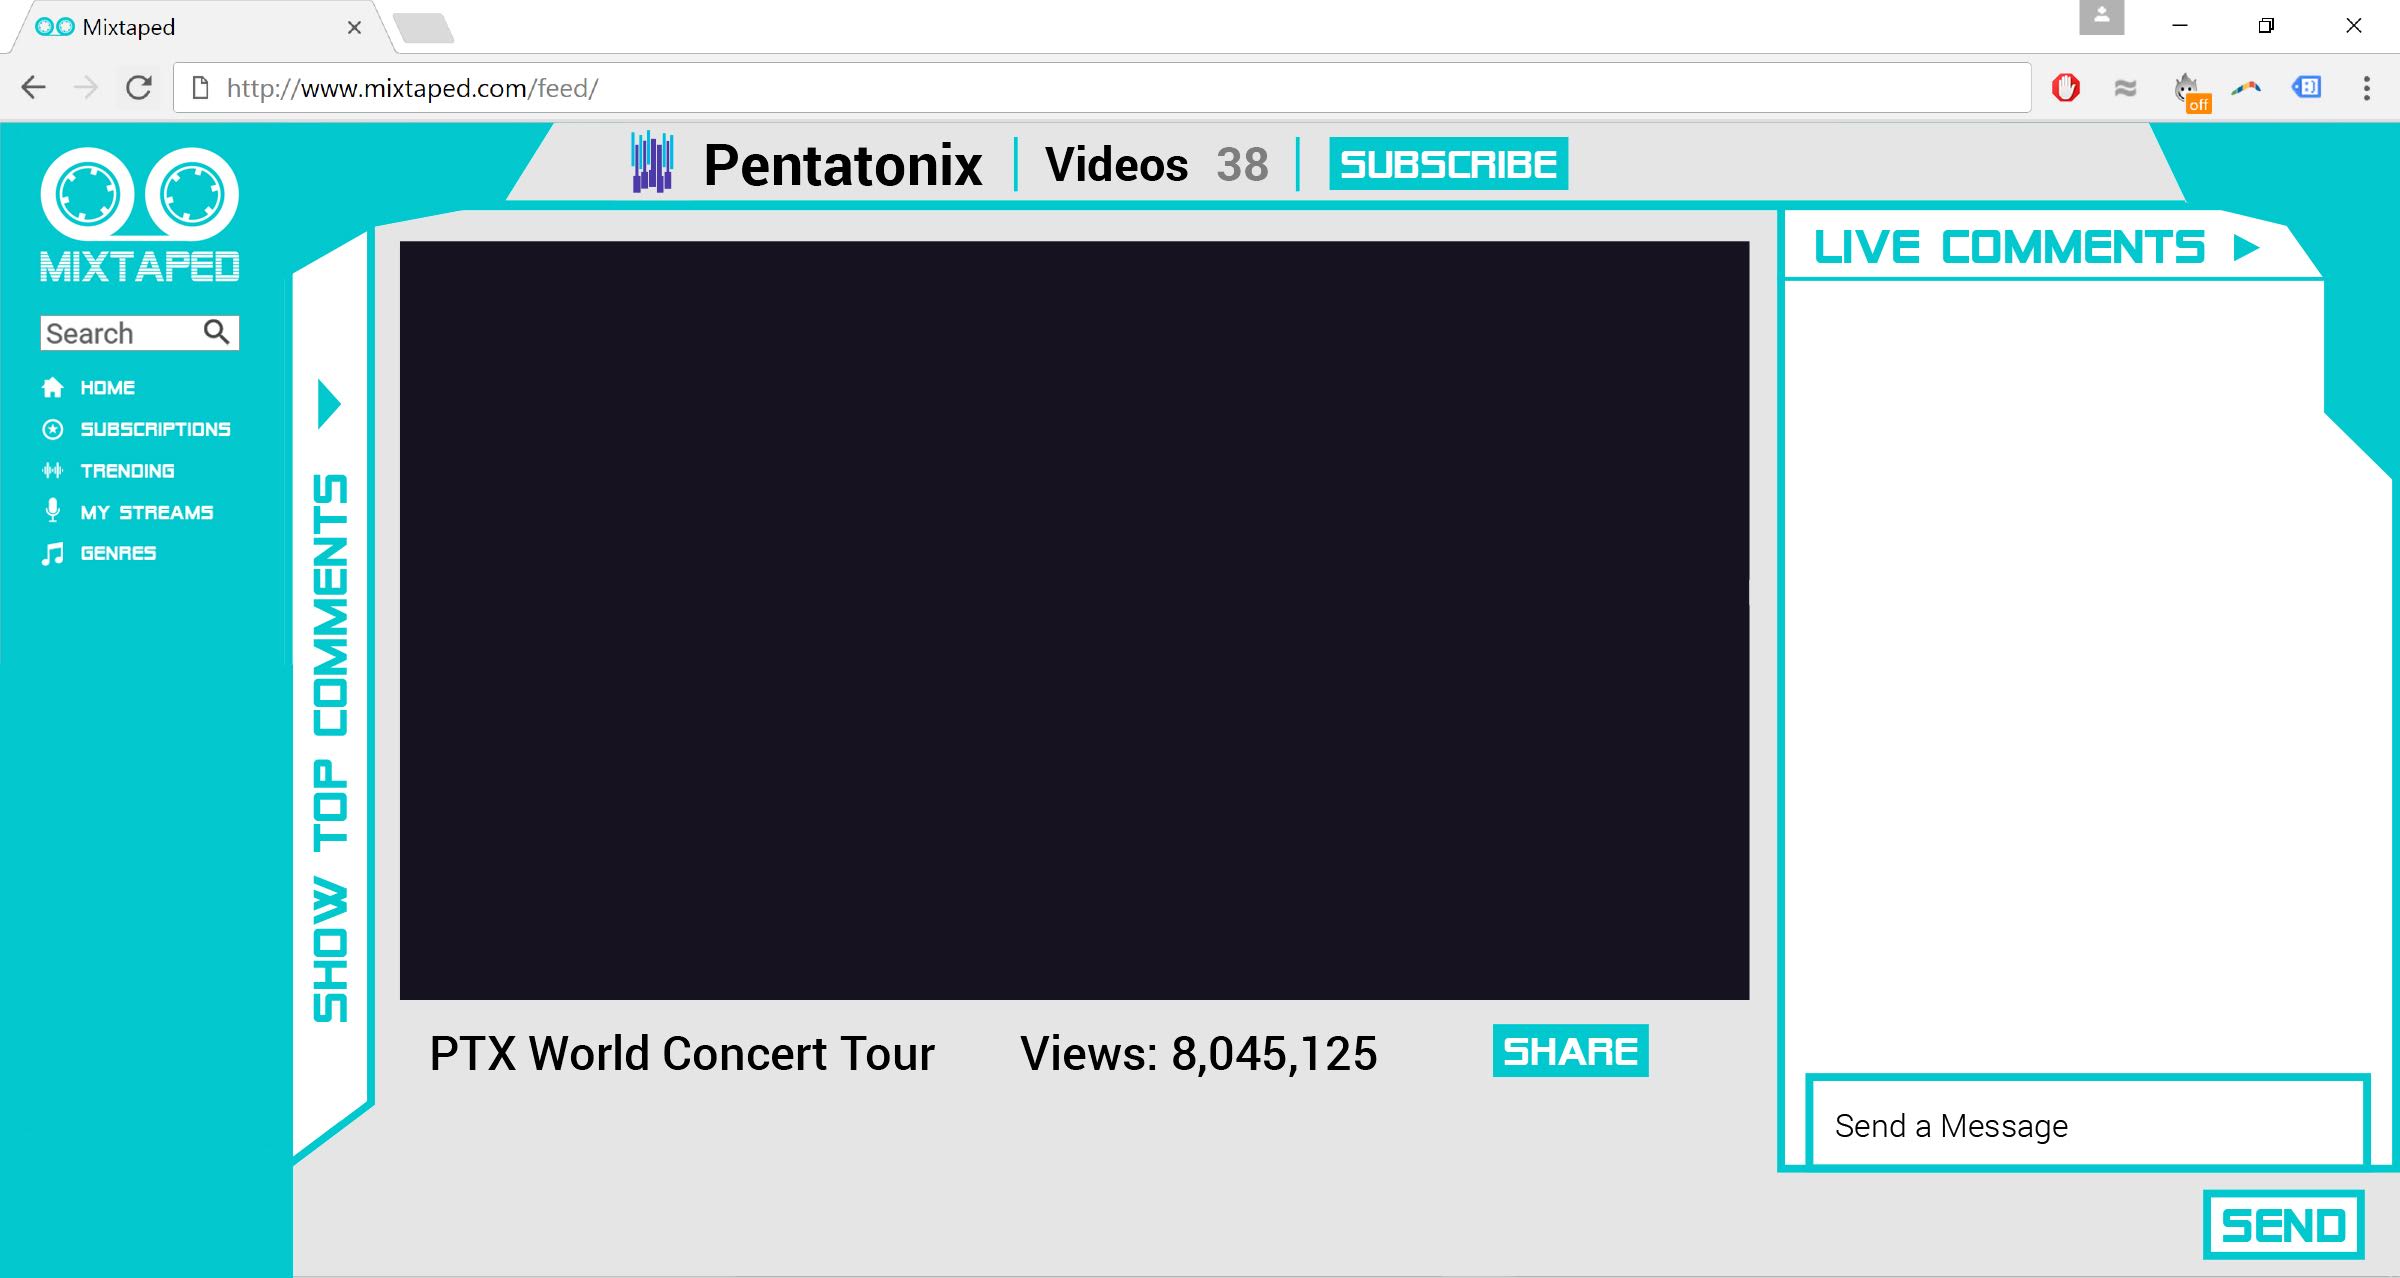 Mixtaped
http://www.mixtaped.com/feed/
off
MIXTAPED
Search
HOME
SUBSCRIPTIONS
TRENDING
MY STREAMS
GENRES
SHOW TOP COMMENTS
Pentatonix Videos 38 SUBSCRIBE
PTX World Concert Tour Views: 8,045,125 SHARE
LIVE COMMENTS
Send a Message
SEND